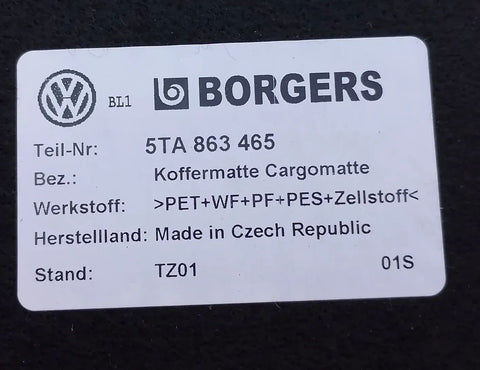 BL1 BORGERS
Teil-Nr: 5TA 863 465
Bez.: Koffermatte Cargomatte
Werkstoff: >PET+WF+PF+PES+Zellstoff<
Herstellland: Made in Czech Republic
Stand: TZ01 01S